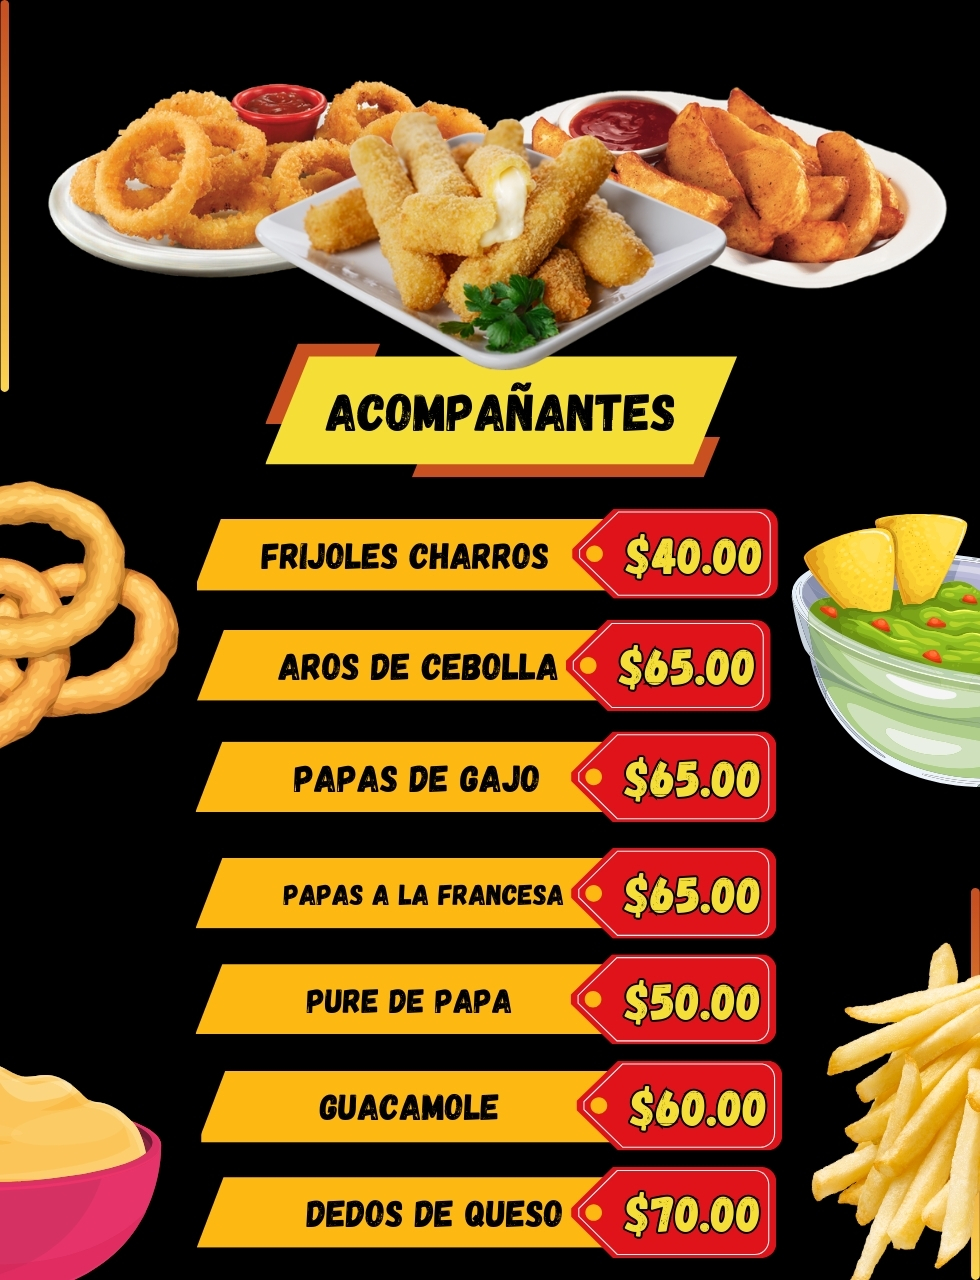 ACOMPAÑANTES
FRIJOLES CHARROS $40.00
AROS DE CEBOLLA $65.00
PAPAS DE GAJO $65.00
PAPAS A LA FRANCESA $65.00
PURE DE PAPA $50.00
GUACAMOLE $60.00
DEDOS DE QUESO $70.00